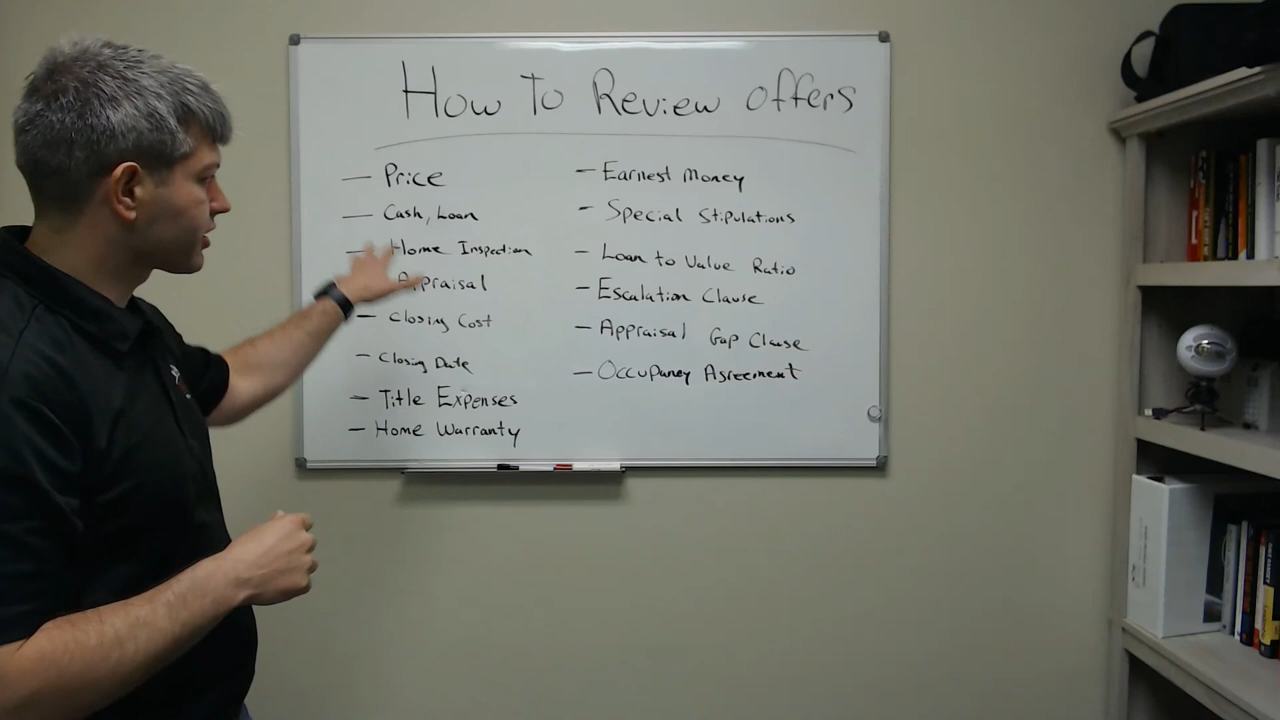 How To Review Offers
— Price
— Cash, Loan
— Home Inspection
Appraisal
— Closing Cost
— Closing Date
— Title Expenses
— Home Warranty
— Earnest Money
— Special Stipulations
— Loan to Value Ratio
— Escalation Clause
— Appraisal Gap Clause
— Occupancy Agreement